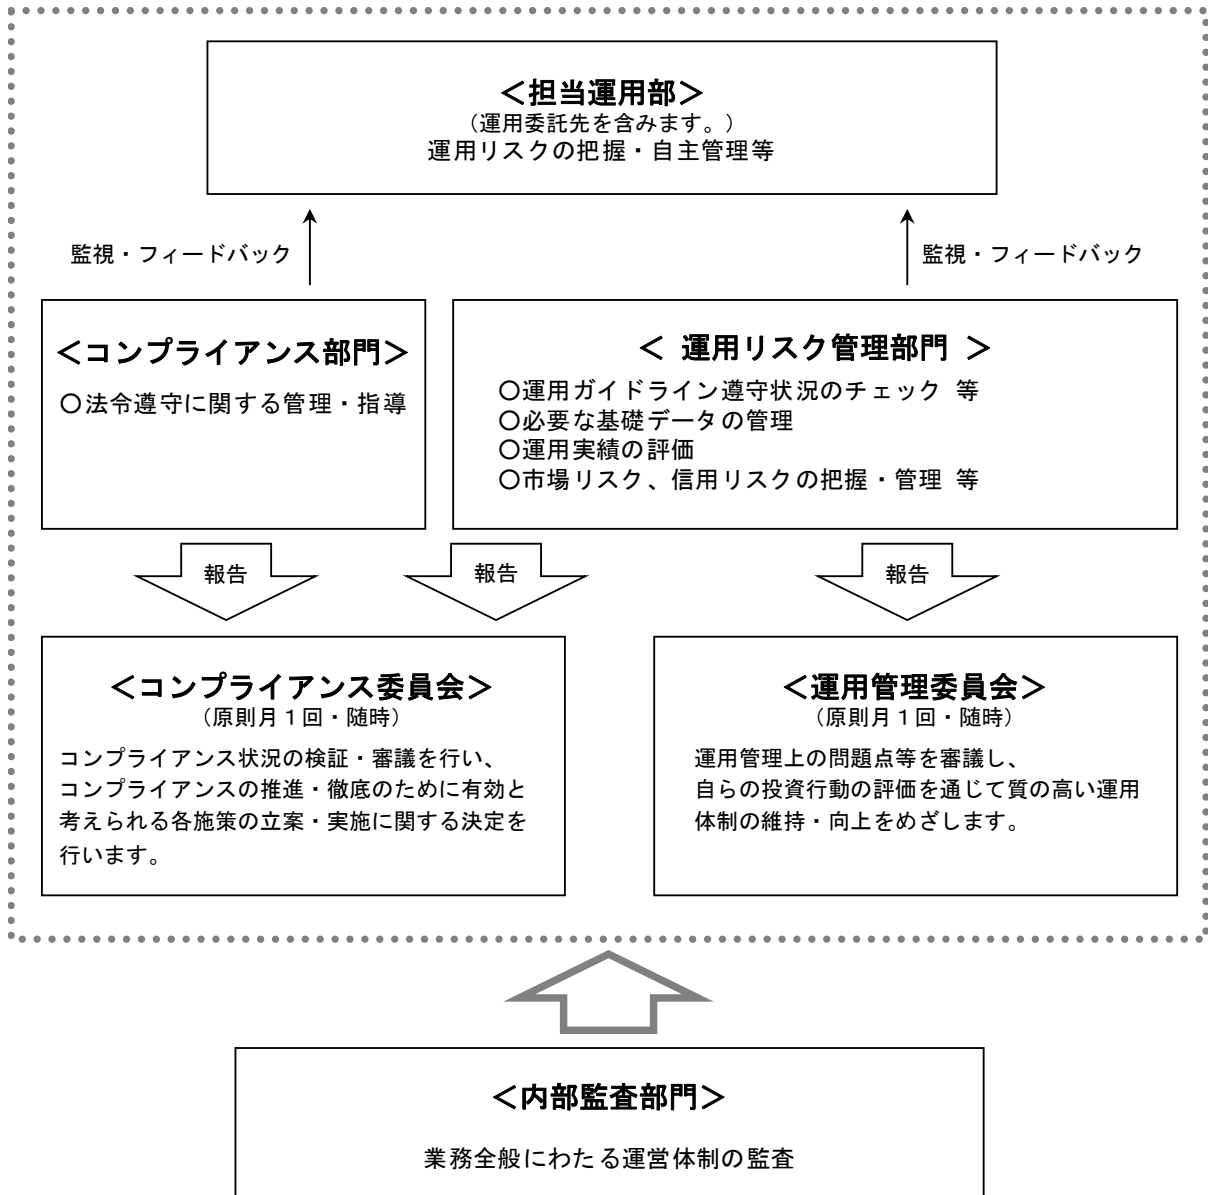 ＜担当運用部＞
（運用委託先を含みます。）
運用リスクの把握・自主管理等
監視・フィードバック
監視・フィードバック
＜コンプライアンス部門＞
○法令遵守に関する管理・指導
＜ 運用リスク管理部門 ＞
○運用ガイドライン遵守状況のチェック 等
○必要な基礎データの管理
○運用実績の評価
○市場リスク、信用リスクの把握・管理 等
報告
報告
報告
＜コンプライアンス委員会＞
（原則月１回・随時）
コンプライアンス状況の検証・審議を行い、
コンプライアンスの推進・徹底のために有効と
考えられる各施策の立案・実施に関する決定を
行います。
＜運用管理委員会＞
（原則月１回・随時）
運用管理上の問題点等を審議し、
自らの投資行動の評価を通じて質の高い運用
体制の維持・向上をめざします。
＜内部監査部門＞
業務全般にわたる運営体制の監査